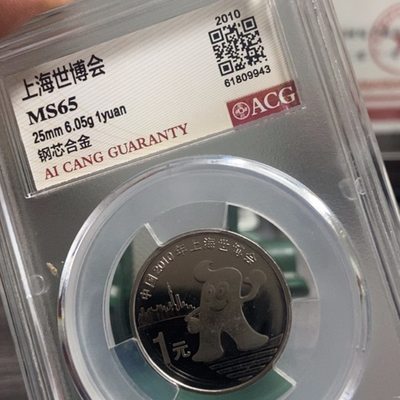 2010
上海世博会
MS65
25mm 6.05g 1yuan
钢芯合金
61809943
ACG
AI CANG GUARANTY
中国2010年上海世博会
1元